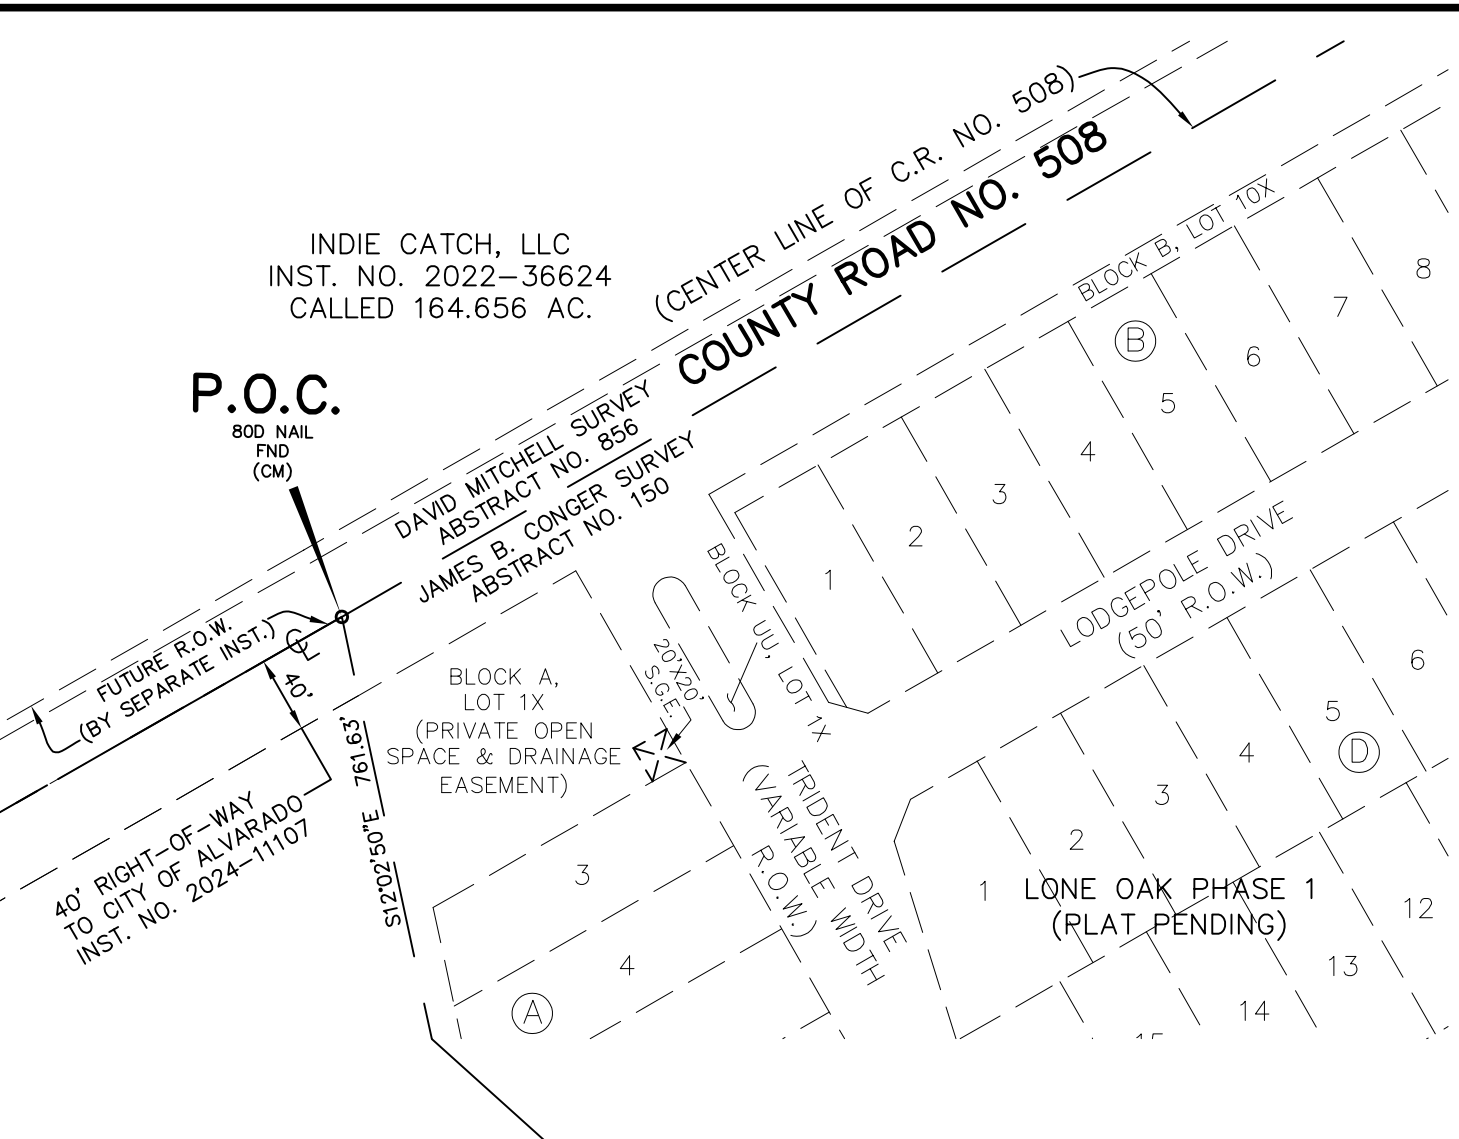 (CENTER LINE OF C.R. NO. 508)
COUNTY ROAD NO. 508
INDIE CATCH, LLC
INST. NO. 2022-36624
CALLED 164.656 AC.
P.O.C.
80D NAIL
FND
(CM)
DAVID MITCHELL SURVEY
ABSTRACT NO. 856
JAMES B. CONGER SURVEY
ABSTRACT NO. 150
BLOCK B, LOT 10X
B
1
2
3
4
5
6
7
8
LODGEPOLE DRIVE
(50' R.O.W.)
FUTURE R.O.W.
(BY SEPARATE INST.)
CL
40'
40' RIGHT-OF-WAY
TO CITY OF ALVARADO
INST. NO. 2024-11107
S12°02'50"E 761.63'
BLOCK A,
LOT 1X
(PRIVATE OPEN
SPACE & DRAINAGE
EASEMENT)
20'X20'
S.G.E.
BLOCK UU, LOT 1X
TRIDENT DRIVE
(VARIABLE WIDTH
R.O.W.)
3
4
A
1
2
3
4
5
6
D
LONE OAK PHASE 1
(PLAT PENDING)
12
13
14
15